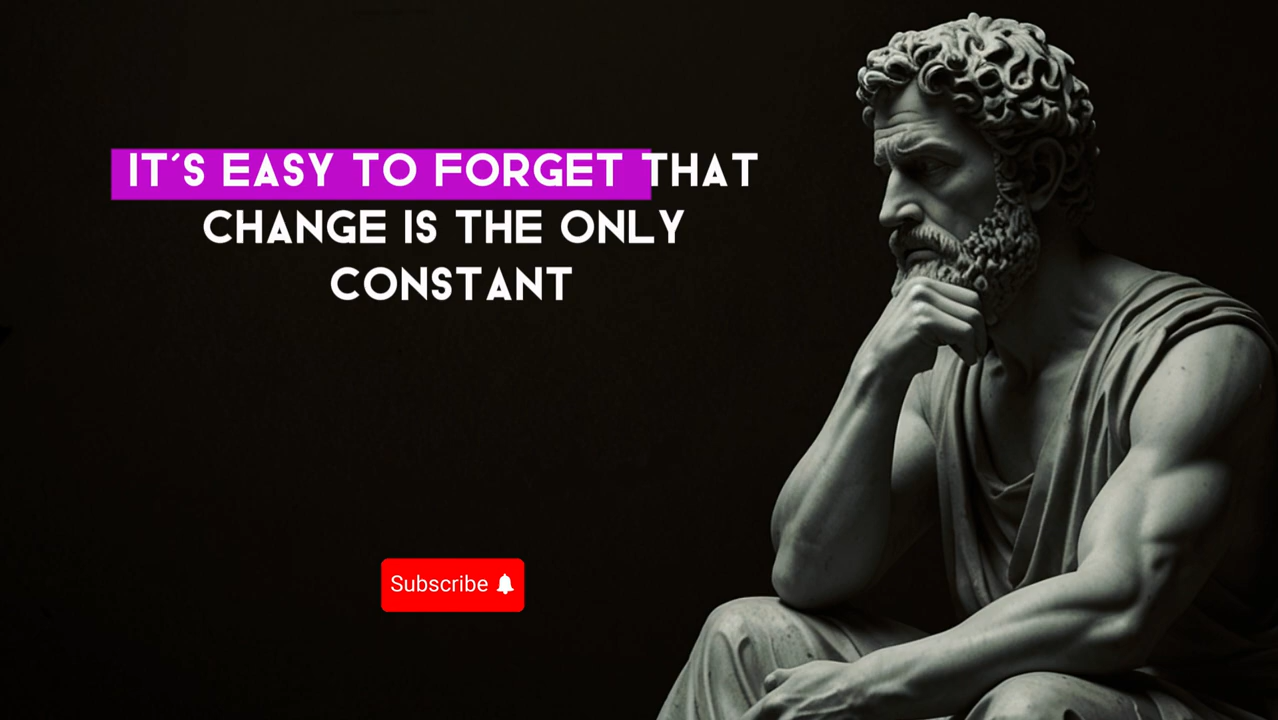 IT'S EASY TO FORGET THAT
CHANGE IS THE ONLY
CONSTANT
Subscribe